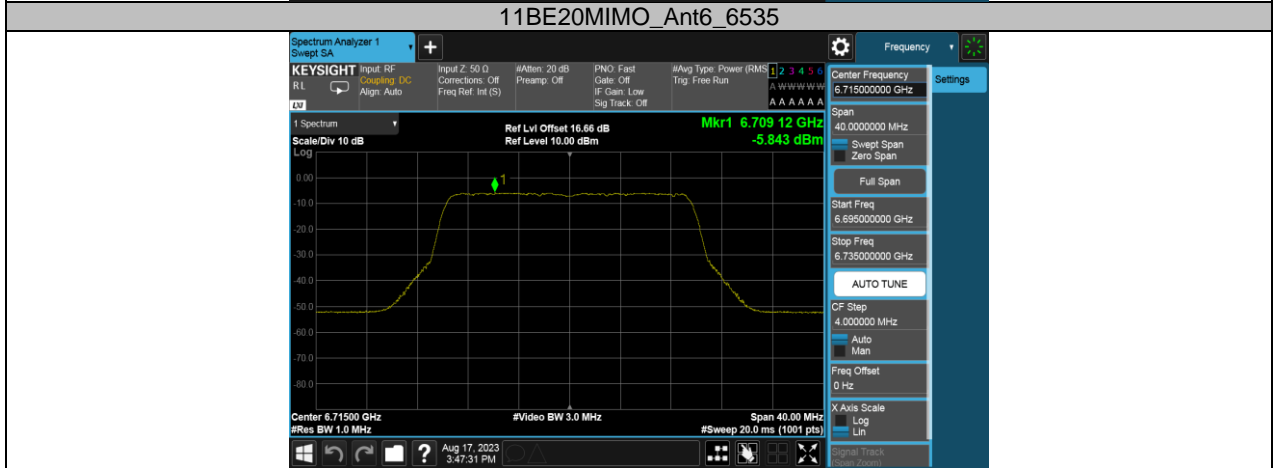 11BE20MIMO_Ant6_6535
Spectrum Analyzer 1
Swept SA
Frequency
KEYSIGHT
RL
LXI
Input: RF
Coupling: DC
Align: Auto
Input Z: 50 Ω
Corrections: Off
Freq Ref: Int (S)
#Atten: 20 dB
Preamp: Off
PNO: Fast
Gate: Off
IF Gain: Low
Sig Track: Off
#Avg Type: Power (RMS
Trig: Free Run
1 2 3 4 5 6
A W W W W W
A A A A A A
Center Frequency
6.715000000 GHz
Settings
Span
40.0000000 MHz
Swept Span
Zero Span
Full Span
Start Freq
6.695000000 GHz
Stop Freq
6.735000000 GHz
AUTO TUNE
CF Step
4.000000 MHz
Auto
Man
Freq Offset
0 Hz
X Axis Scale
Log
Lin
Signal Track
(Span Zoom)
1 Spectrum
Scale/Div 10 dB
Ref Lvl Offset 16.66 dB
Ref Level 10.00 dBm
Mkr1 6.709 12 GHz
-5.843 dBm
Log
1
0.00
-10.0
-20.0
-30.0
-40.0
-50.0
-60.0
-70.0
-80.0
Center 6.71500 GHz
#Res BW 1.0 MHz
#Video BW 3.0 MHz
Span 40.00 MHz
#Sweep 20.0 ms (1001 pts)
?
Aug 17, 2023
3:47:31 PM